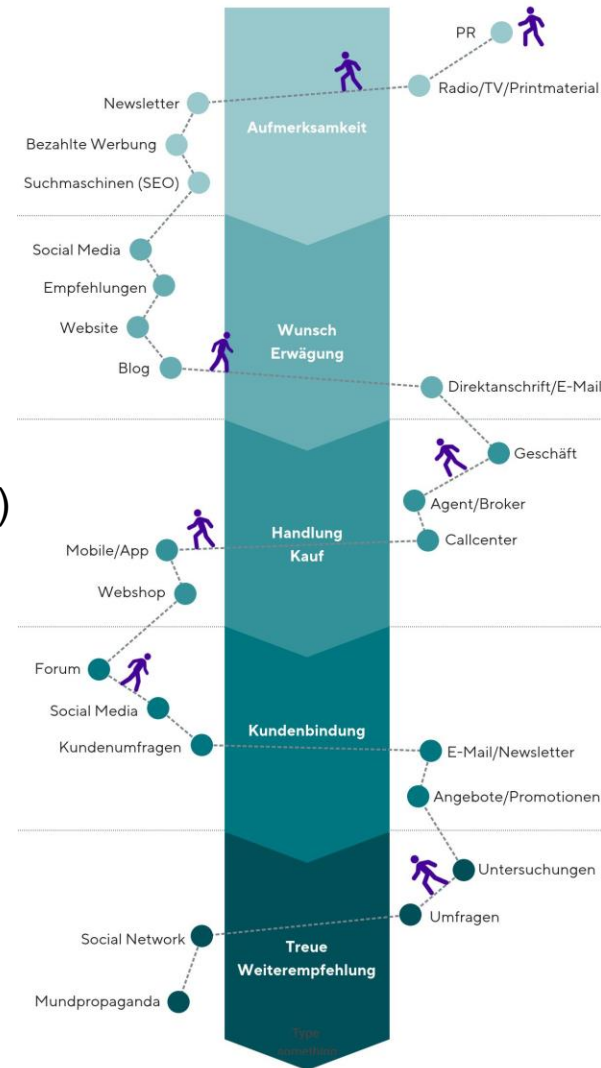 PR
Radio/TV/Printmaterial
Newsletter
Aufmerksamkeit
Bezahlte Werbung
Suchmaschinen (SEO)
Social Media
Empfehlungen
Website
Wunsch
Erwägung
Blog
Direktanschrift/E-Mail
Geschäft
)
Agent/Broker
Handlung
Kauf
Callcenter
Mobile/App
Webshop
Forum
Social Media
Kundenbindung
Kundenumfragen
E-Mail/Newsletter
Angebote/Promotionen
Untersuchungen
Umfragen
Social Network
Treue
Weiterempfehlung
Mundpropaganda
Type
something